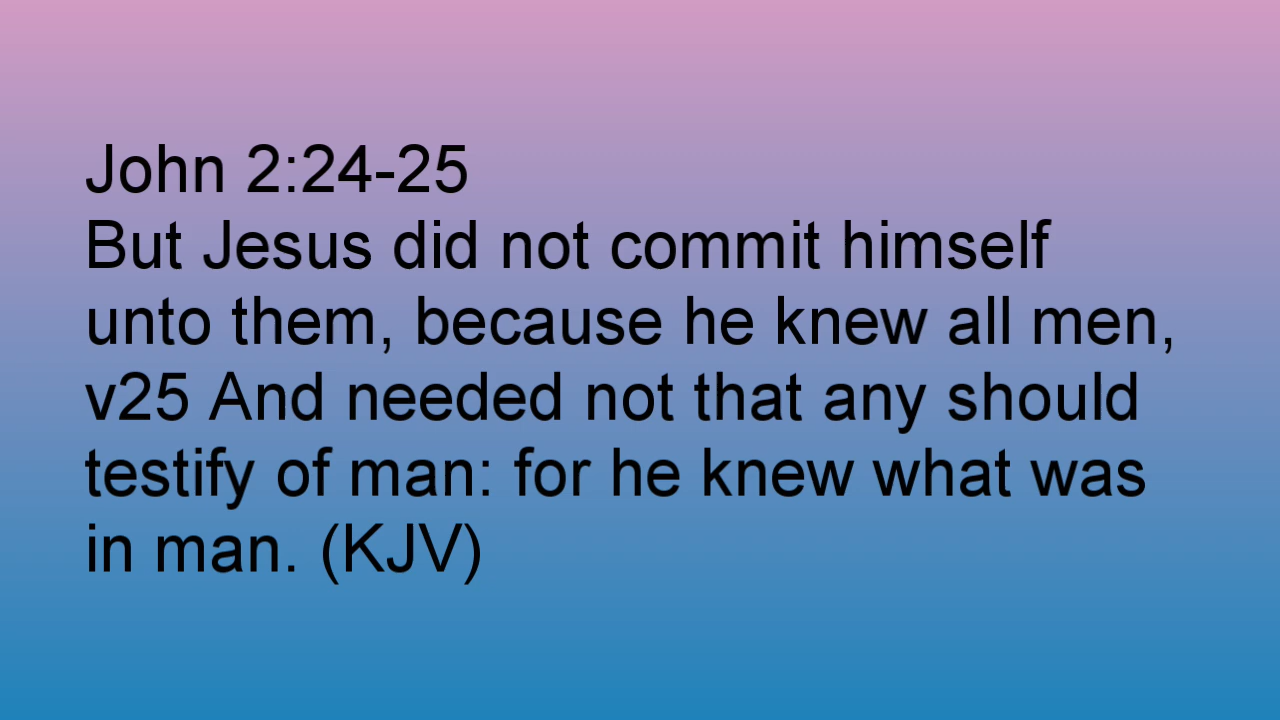 John 2:24-25
But Jesus did not commit himself
unto them, because he knew all men,
v25 And needed not that any should
testify of man: for he knew what was
in man. (KJV)